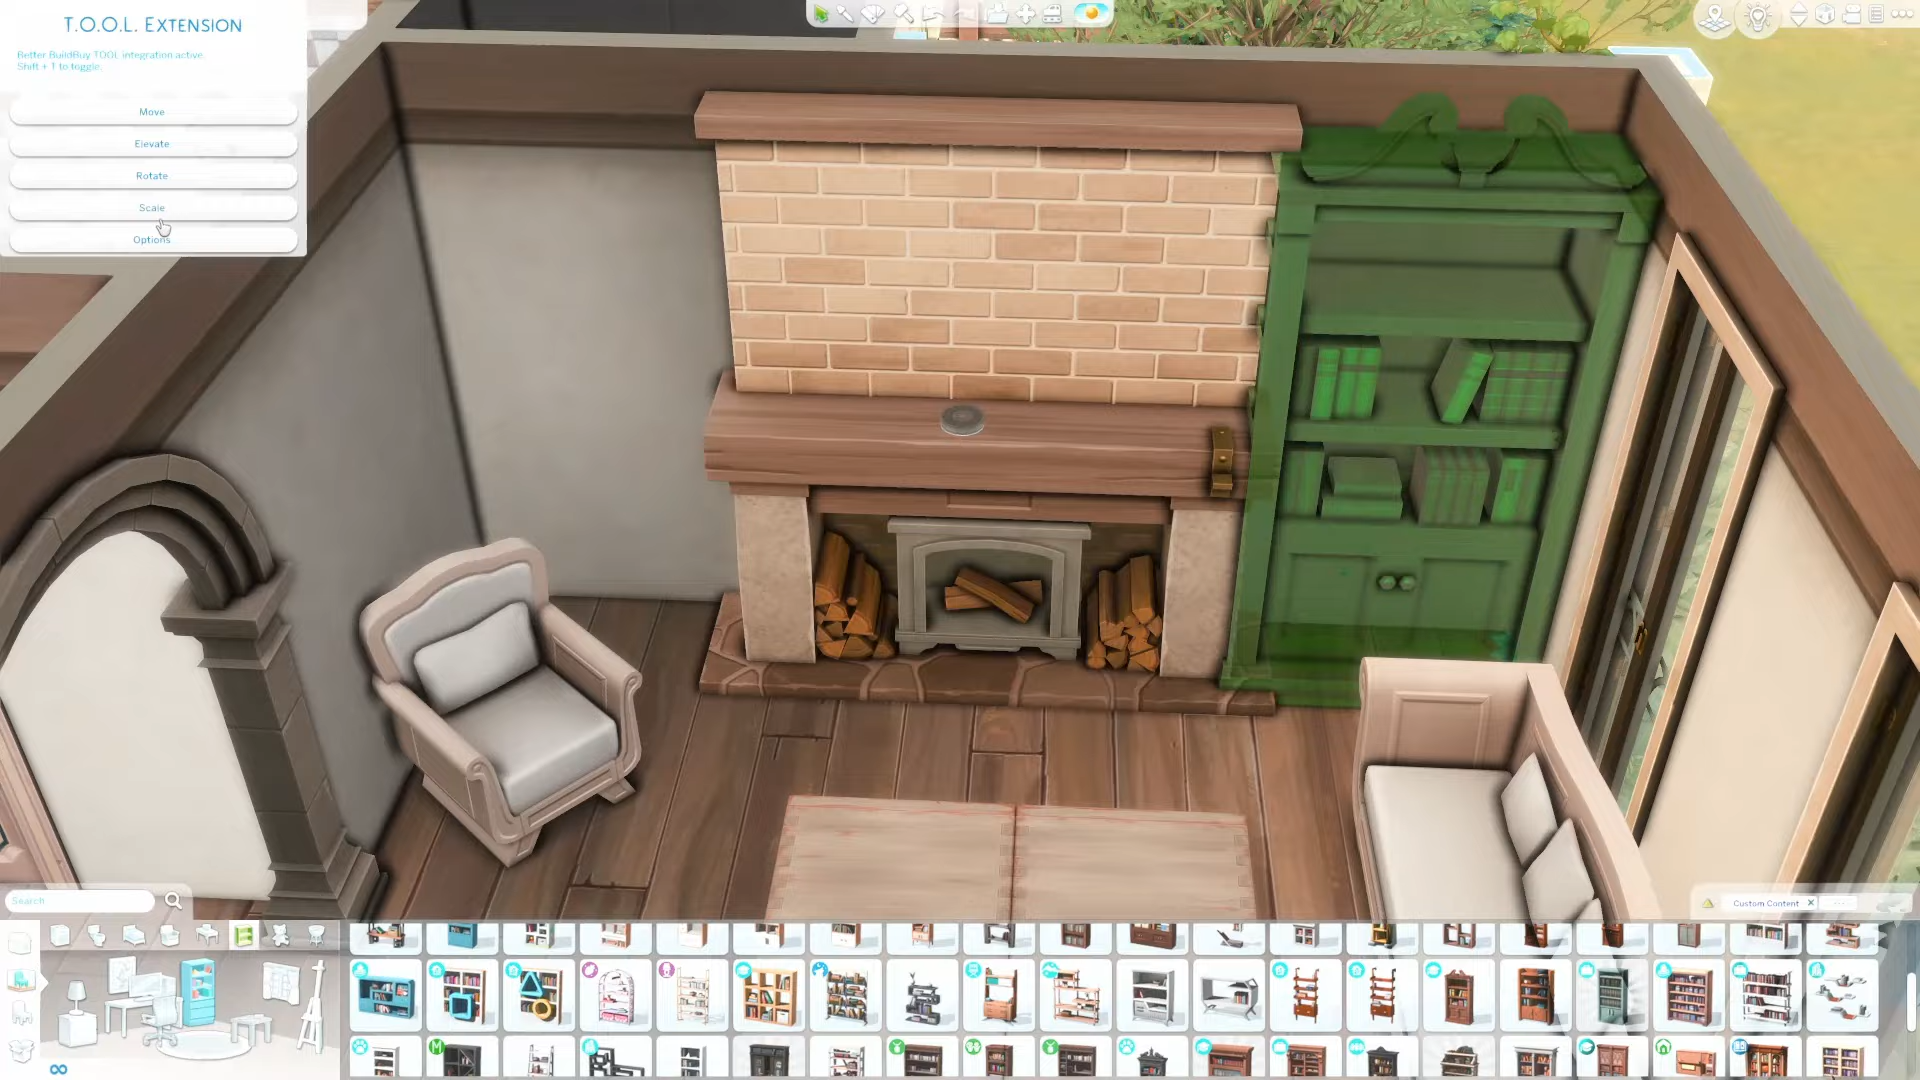 T.O.O.L. EXTENSION
Better BuildBuy TOOL integration active.
Shift + T to toggle.
Move
Elevate
Rotate
Scale
Options
Search
Custom Content